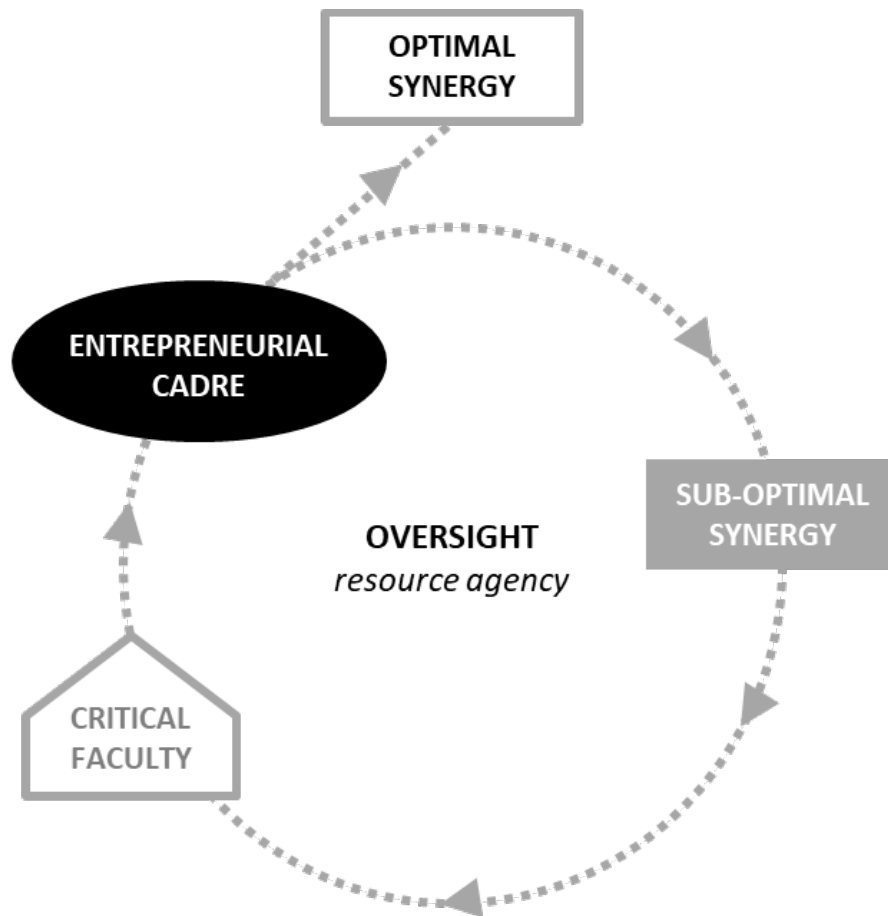 OPTIMAL
SYNERGY
ENTREPRENEURIAL
CADRE
SUB-OPTIMAL
SYNERGY
OVERSIGHT
resource agency
CRITICAL
FACULTY